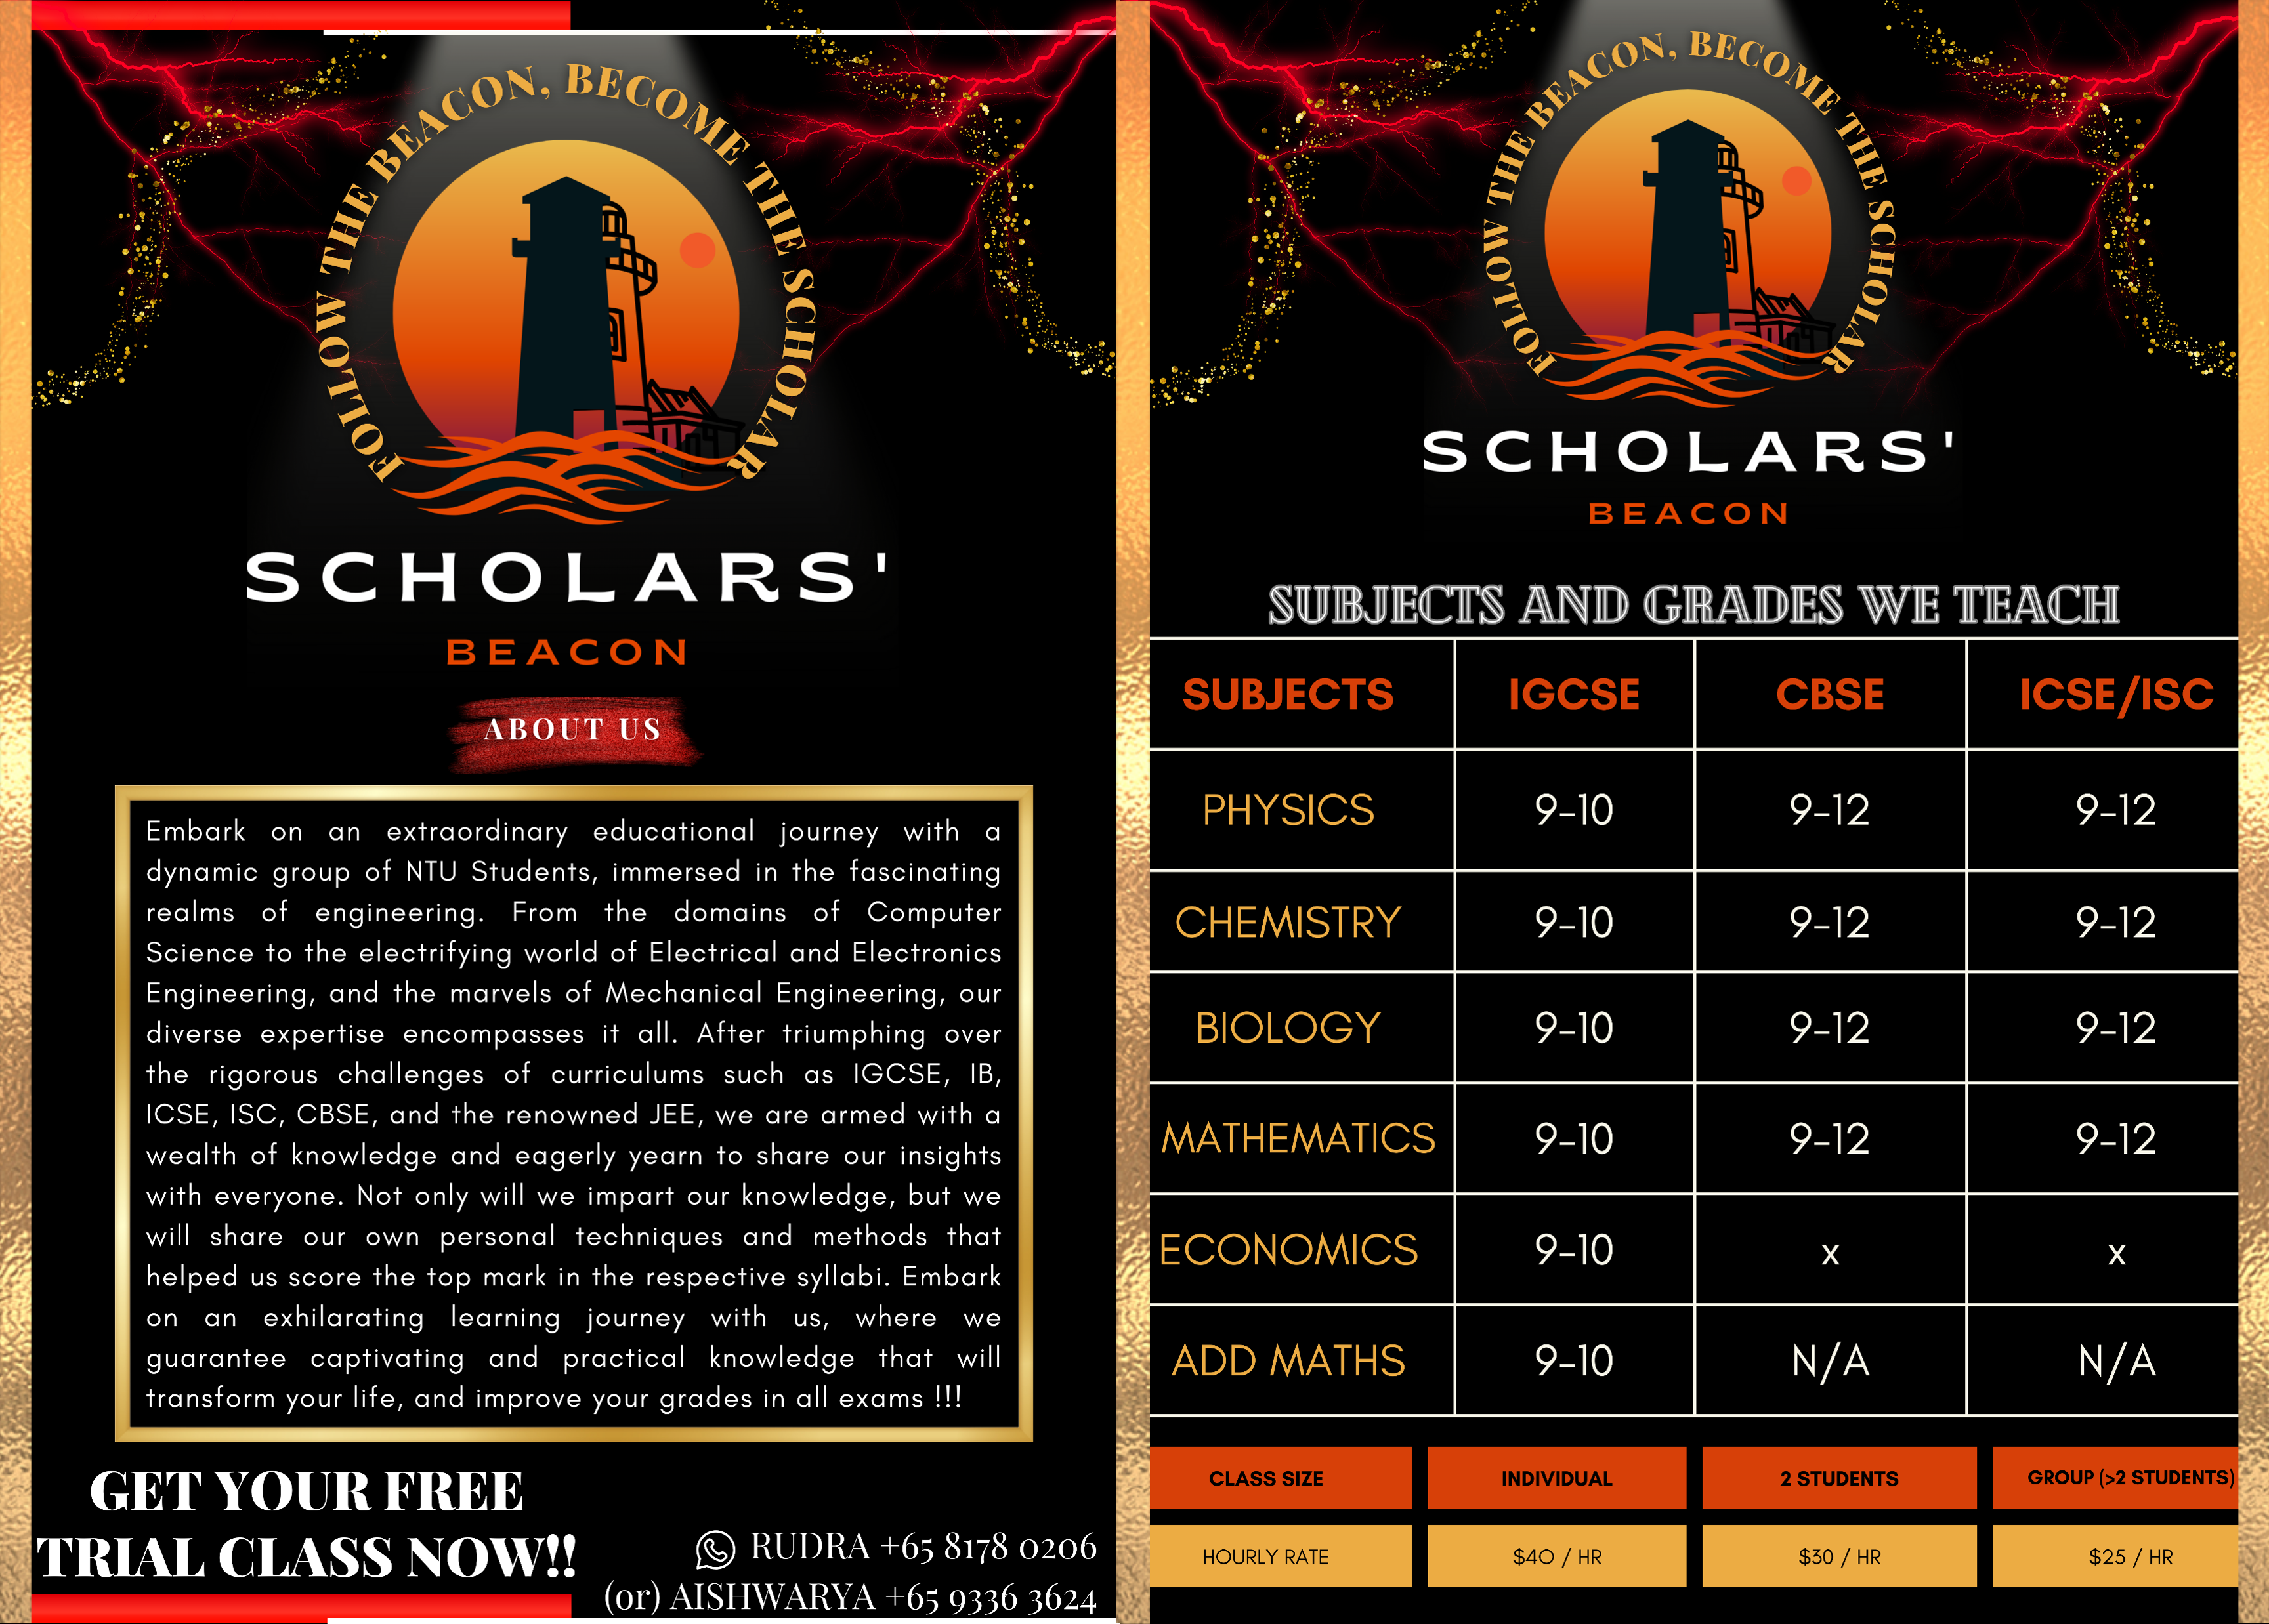 FOLLOW THE BEACON, BECOME THE SCHOLAR
SCHOLARS'
BEACON
ABOUT US
Embark on an extraordinary educational journey with a
dynamic group of NTU Students, immersed in the fascinating
realms of engineering. From the domains of Computer
Science to the electrifying world of Electrical and Electronics
Engineering, and the marvels of Mechanical Engineering, our
diverse expertise encompasses it all. After triumphing over
the rigorous challenges of curriculums such as IGCSE, IB,
ICSE, ISC, CBSE, and the renowned JEE, we are armed with a
wealth of knowledge and eagerly yearn to share our insights
with everyone. Not only will we impart our knowledge, but we
will share our own personal techniques and methods that
helped us score the top mark in the respective syllabi. Embark
on an exhilarating learning journey with us, where we
guarantee captivating and practical knowledge that will
transform your life, and improve your grades in all exams !!!
GET YOUR FREE
TRIAL CLASS NOW!!
RUDRA +65 8178 0206
(or) AISHWARYA +65 9336 3624
FOLLOW THE BEACON, BECOME THE SCHOLAR
SCHOLARS'
BEACON
SUBJECTS AND GRADES WE TEACH
SUBJECTS IGCSE CBSE ICSE/ISC
PHYSICS 9-10 9-12 9-12
CHEMISTRY 9-10 9-12 9-12
BIOLOGY 9-10 9-12 9-12
MATHEMATICS 9-10 9-12 9-12
ECONOMICS 9-10 x x
ADD MATHS 9-10 N/A N/A
CLASS SIZE INDIVIDUAL 2 STUDENTS GROUP (>2 STUDENTS)
HOURLY RATE $40 / HR $30 / HR $25 / HR